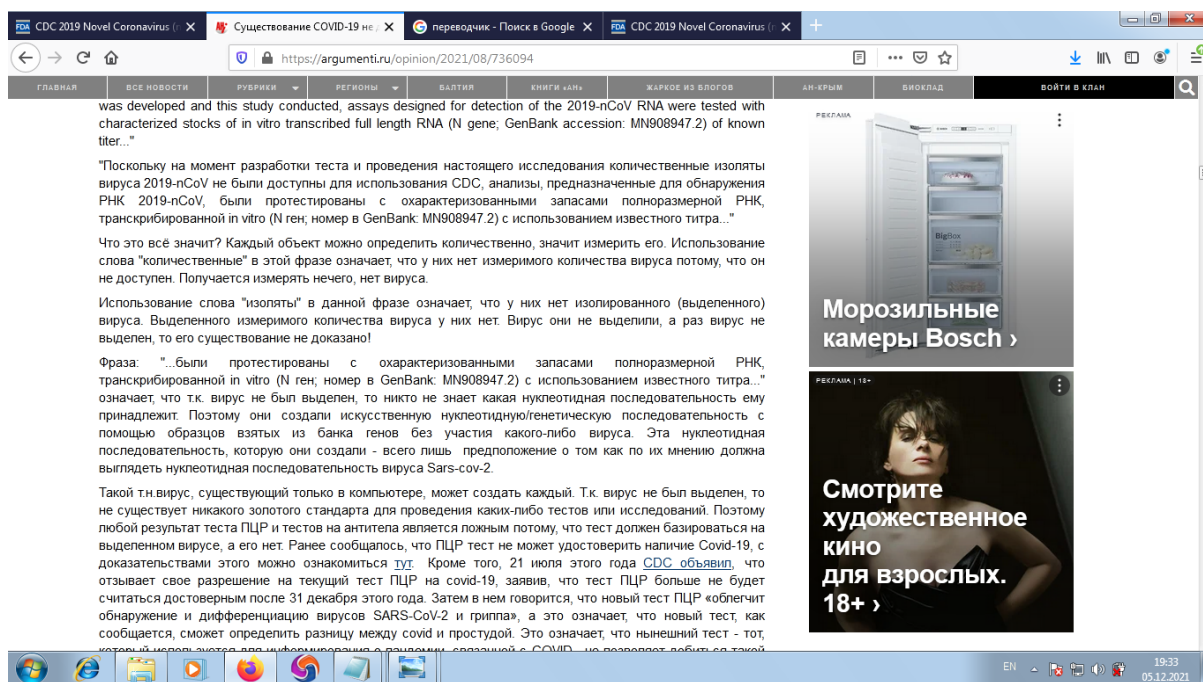 CDC 2019 Novel Coronavirus (r
Существование COVID-19 не д
переводчик - Поиск в Google
CDC 2019 Novel Coronavirus (r
https://argumenti.ru/opinion/2021/08/736094
ГЛАВНАЯ ВСЕ НОВОСТИ РУБРИКИ РЕГИОНЫ БАЛТИЯ КНИГИ «АН» ЖАРКОЕ ИЗ БЛОГОВ АН-КРЫМ БИОКЛАД ВОЙТИ В КЛАН
was developed and this study conducted, assays designed for detection of the 2019-nCoV RNA were tested with
characterized stocks of in vitro transcribed full length RNA (N gene; GenBank accession: MN908947.2) of known
titer..."
"Поскольку на момент разработки теста и проведения настоящего исследования количественные изоляты
вируса 2019-nCoV не были доступны для использования CDC, анализы, предназначенные для обнаружения
РНК 2019-nCoV, были протестированы с охарактеризованными запасами полноразмерной РНК,
транскрибированной in vitro (N ген; номер в GenBank: MN908947.2) с использованием известного титра..."
Что это всё значит? Каждый объект можно определить количественно, значит измерить его. Использование
слова "количественные" в этой фразе означает, что у них нет измеримого количества вируса потому, что он
не доступен. Получается измерять нечего, нет вируса.
Использование слова "изоляты" в данной фразе означает, что у них нет изолированного (выделенного)
вируса. Выделенного измеримого количества вируса у них нет. Вирус они не выделили, а раз вирус не
выделен, то его существование не доказано!
Фраза: "...были протестированы с охарактеризованными запасами полноразмерной РНК,
транскрибированной in vitro (N ген; номер в GenBank: MN908947.2) с использованием известного титра..."
означает, что т.к. вирус не был выделен, то никто не знает какая нуклеотидная последовательность ему
принадлежит. Поэтому они создали искусственную нуклеотидную/генетическую последовательность с
помощью образцов взятых из банка генов без участия какого-либо вируса. Эта нуклеотидная
последовательность, которую они создали - всего лишь предположение о том как по их мнению должна
выглядеть нуклеотидная последовательность вируса Sars-cov-2.
Такой т.н.вирус, существующий только в компьютере, может создать каждый. Т.к. вирус не был выделен, то
не существует никакого золотого стандарта для проведения каких-либо тестов или исследований. Поэтому
любой результат теста ПЦР и тестов на антитела является ложным потому, что тест должен базироваться на
выделенном вирусе, а его нет. Ранее сообщалось, что ПЦР тест не может удостоверить наличие Covid-19, с
доказательствами этого можно ознакомиться тут. Кроме того, 21 июля этого года CDC объявил, что
отзывает свое разрешение на текущий тест ПЦР на covid-19, заявив, что тест ПЦР больше не будет
считаться достоверным после 31 декабря этого года. Затем в нем говорится, что новый тест ПЦР «облегчит
обнаружение и дифференциацию вирусов SARS-CoV-2 и гриппа», а это означает, что новый тест, как
сообщается, сможет определить разницу между covid и простудой. Это означает, что нынешний тест - тот,
который используется для информирования о пандемии, связанной с COVID, не позволяет добиться такой
РЕКЛАМА
BigBox
Морозильные
камеры Bosch ›
РЕКЛАМА | 18+
Смотрите
художественное
кино
для взрослых.
18+ ›
EN
19:33
05.12.2021